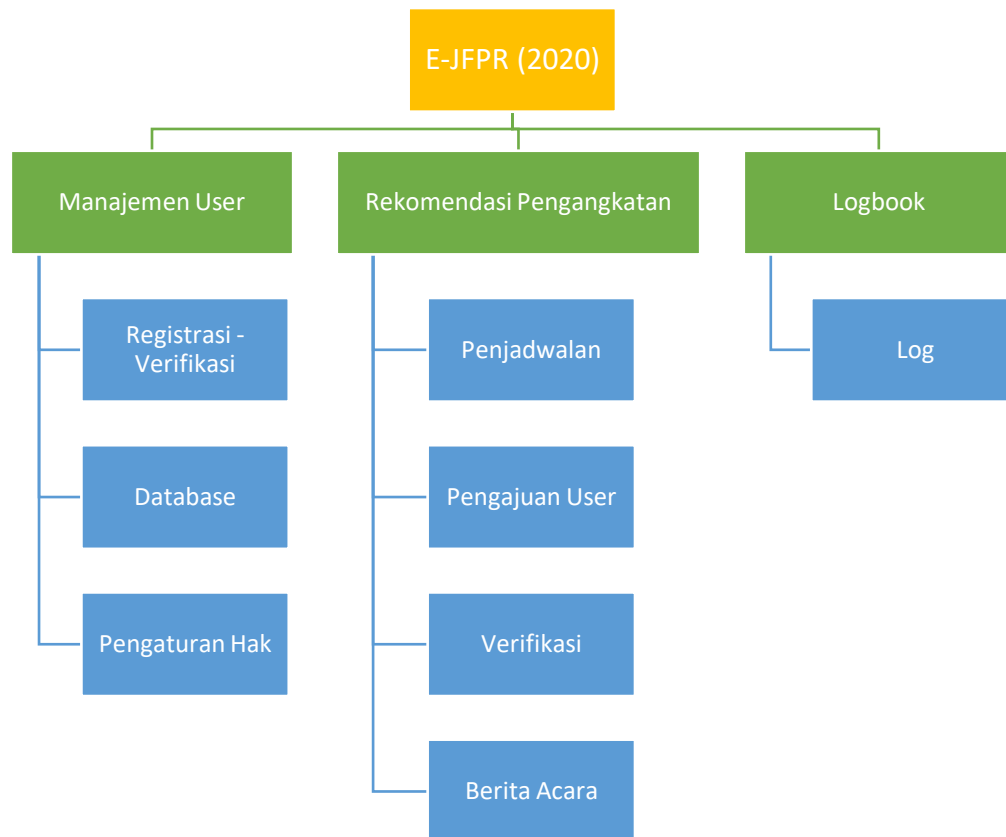 E-JFPR (2020)
Manajemen User
Rekomendasi Pengangkatan
Logbook
Registrasi -
Verifikasi
Database
Pengaturan Hak
Penjadwalan
Pengajuan User
Verifikasi
Berita Acara
Log